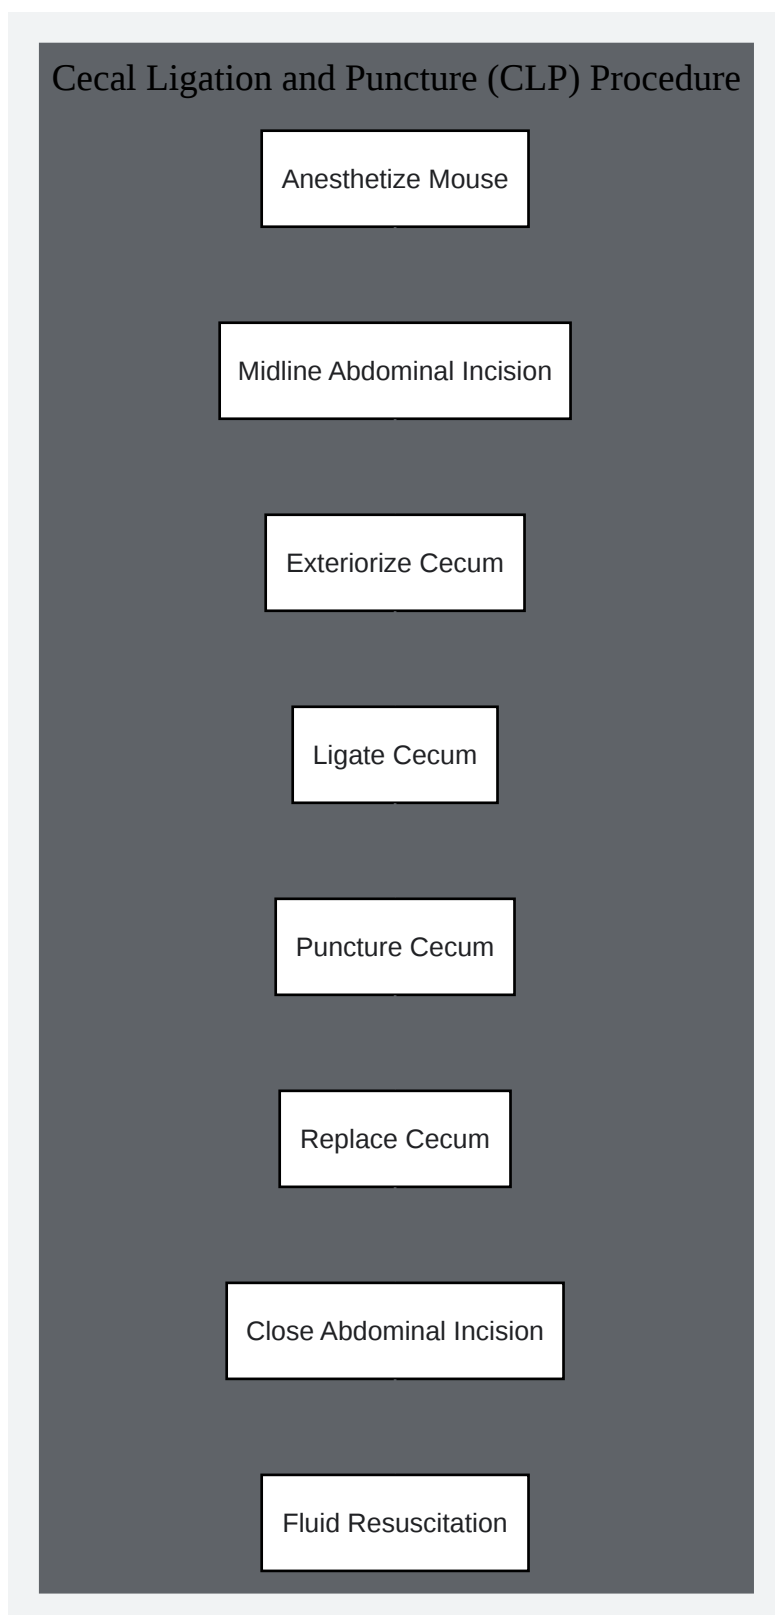 Cecal Ligation and Puncture (CLP) Procedure
Anesthetize Mouse
Midline Abdominal Incision
Exteriorize Cecum
Ligate Cecum
Puncture Cecum
Replace Cecum
Close Abdominal Incision
Fluid Resuscitation